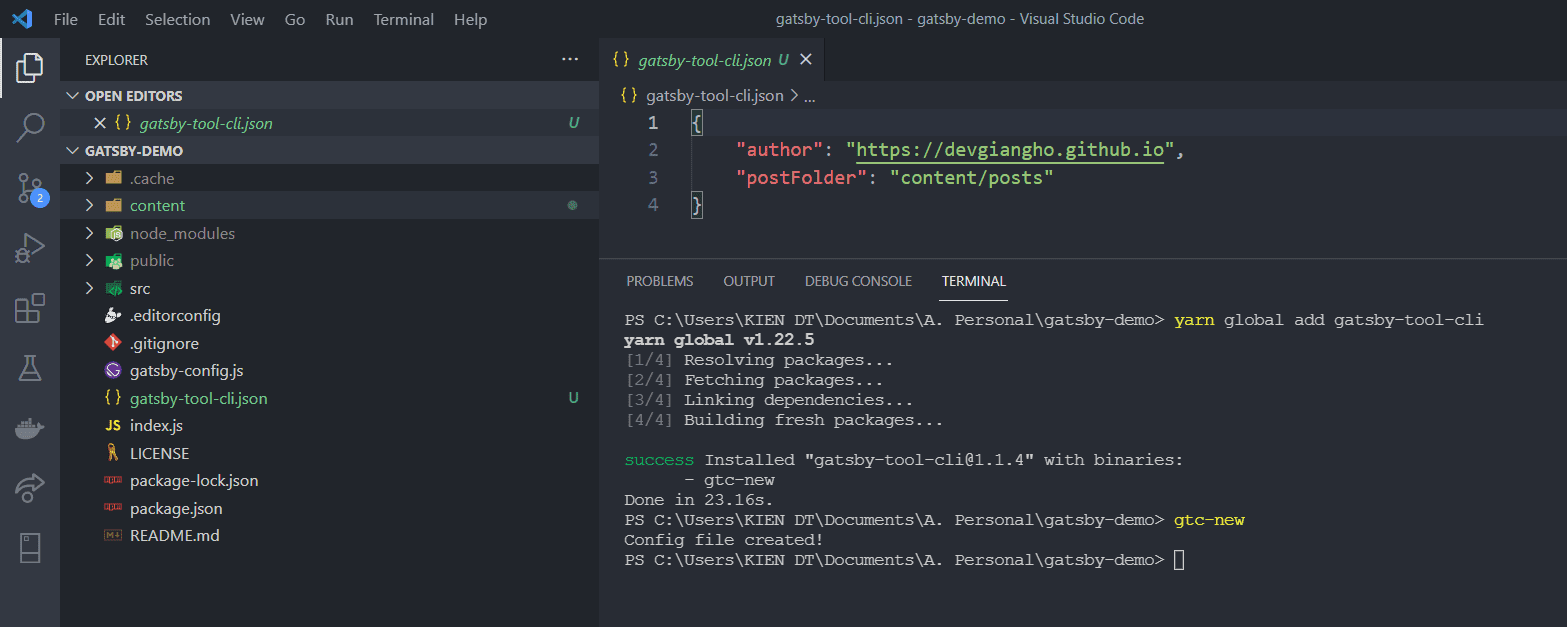 File Edit Selection View Go Run Terminal Help
gatsby-tool-cli.json - gatsby-demo - Visual Studio Code
EXPLORER
OPEN EDITORS
gatsby-tool-cli.json U
GATSBY-DEMO
.cache
content
node_modules
public
src
.editorconfig
.gitignore
gatsby-config.js
gatsby-tool-cli.json U
JS index.js
LICENSE
package-lock.json
package.json
README.md
2
{} gatsby-tool-cli.json U
{} gatsby-tool-cli.json > ...
1 {
2 "author": "https://devgiangho.github.io",
3 "postFolder": "content/posts"
4 }
PROBLEMS OUTPUT DEBUG CONSOLE TERMINAL
PS C:\Users\KIEN DT\Documents\A. Personal\gatsby-demo> yarn global add gatsby-tool-cli
yarn global v1.22.5
[1/4] Resolving packages...
[2/4] Fetching packages...
[3/4] Linking dependencies...
[4/4] Building fresh packages...
success Installed "gatsby-tool-cli@1.1.4" with binaries:
- gtc-new
Done in 23.16s.
PS C:\Users\KIEN DT\Documents\A. Personal\gatsby-demo> gtc-new
Config file created!
PS C:\Users\KIEN DT\Documents\A. Personal\gatsby-demo>